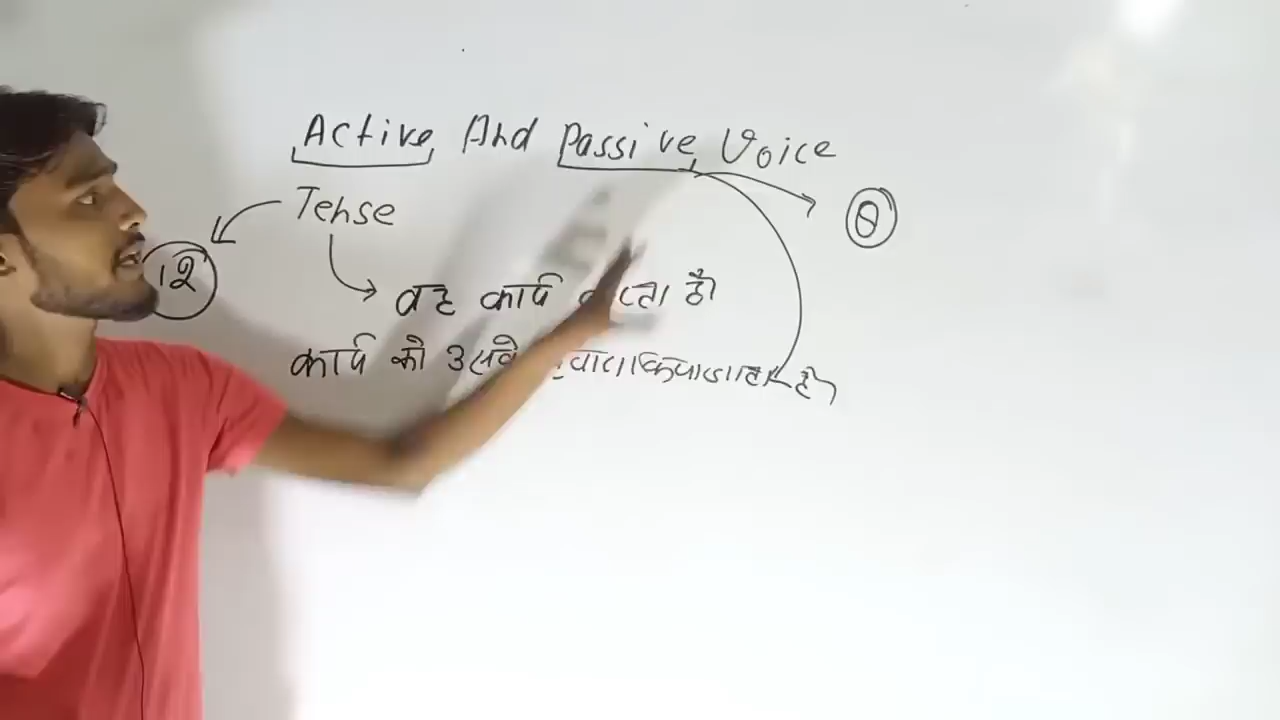 Active And Passive Voice
Tense
12
8
वह कार्य है।
कार्य को किया जाता है